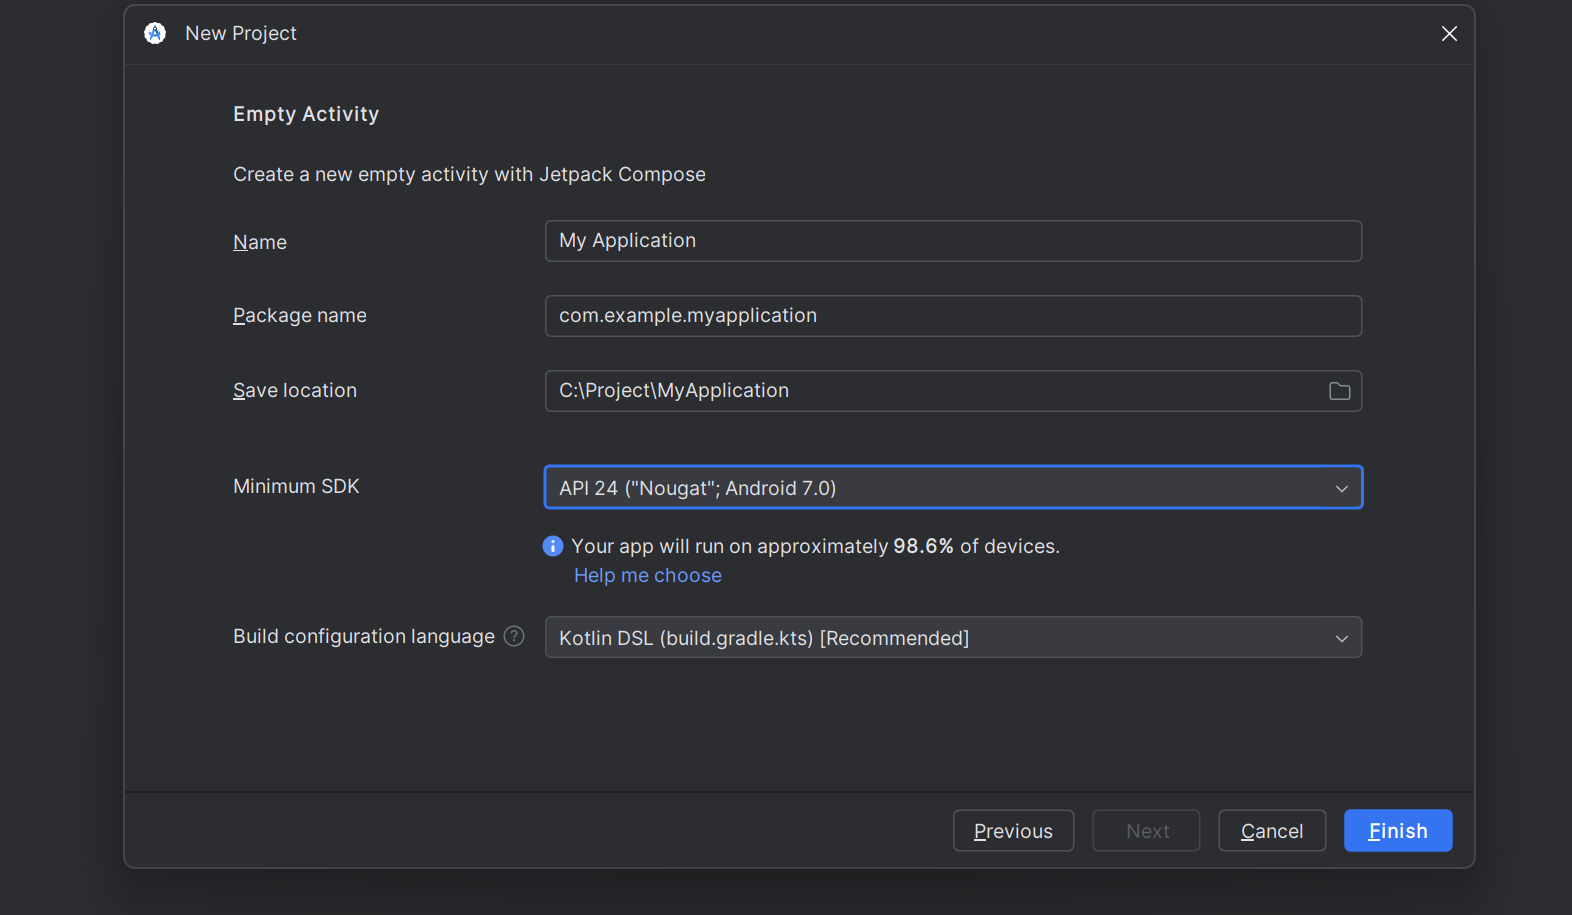 New Project
Empty Activity
Create a new empty activity with Jetpack Compose
Name
My Application
Package name
com.example.myapplication
Save location
C:\Project\MyApplication
Minimum SDK
API 24 ("Nougat"; Android 7.0)
Your app will run on approximately 98.6% of devices.
Help me choose
Build configuration language ?
Kotlin DSL (build.gradle.kts) [Recommended]
Previous
Next
Cancel
Finish